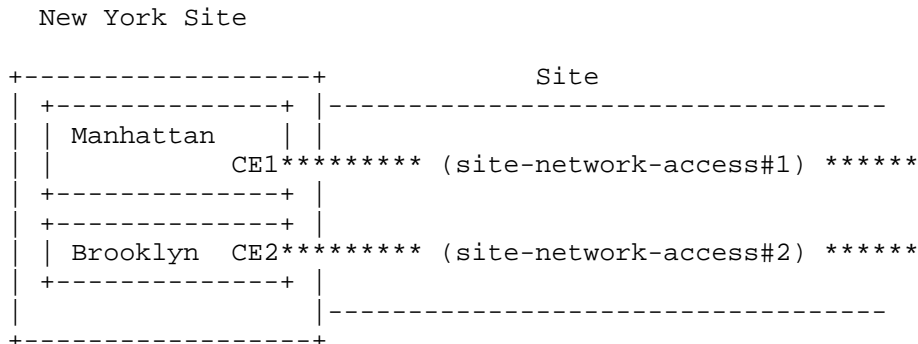 New York Site
Site
Manhattan
CE1********* (site-network-access#1) ******
Brooklyn CE2********* (site-network-access#2) ******